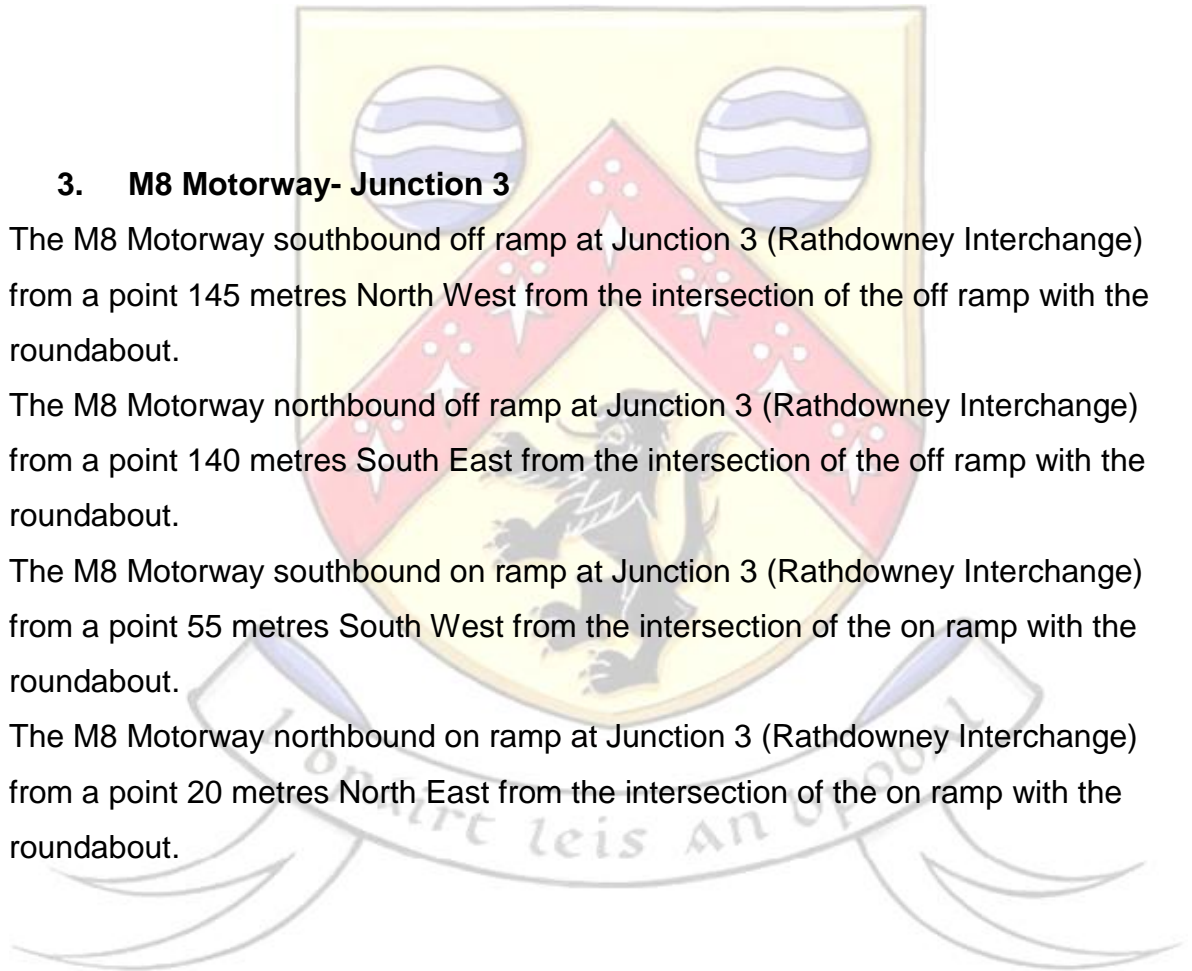 3. M8 Motorway- Junction 3
The M8 Motorway southbound off ramp at Junction 3 (Rathdowney Interchange)
from a point 145 metres North West from the intersection of the off ramp with the
roundabout.
The M8 Motorway northbound off ramp at Junction 3 (Rathdowney Interchange)
from a point 140 metres South East from the intersection of the off ramp with the
roundabout.
The M8 Motorway southbound on ramp at Junction 3 (Rathdowney Interchange)
from a point 55 metres South West from the intersection of the on ramp with the
roundabout.
The M8 Motorway northbound on ramp at Junction 3 (Rathdowney Interchange)
from a point 20 metres North East from the intersection of the on ramp with the
roundabout.
leis an